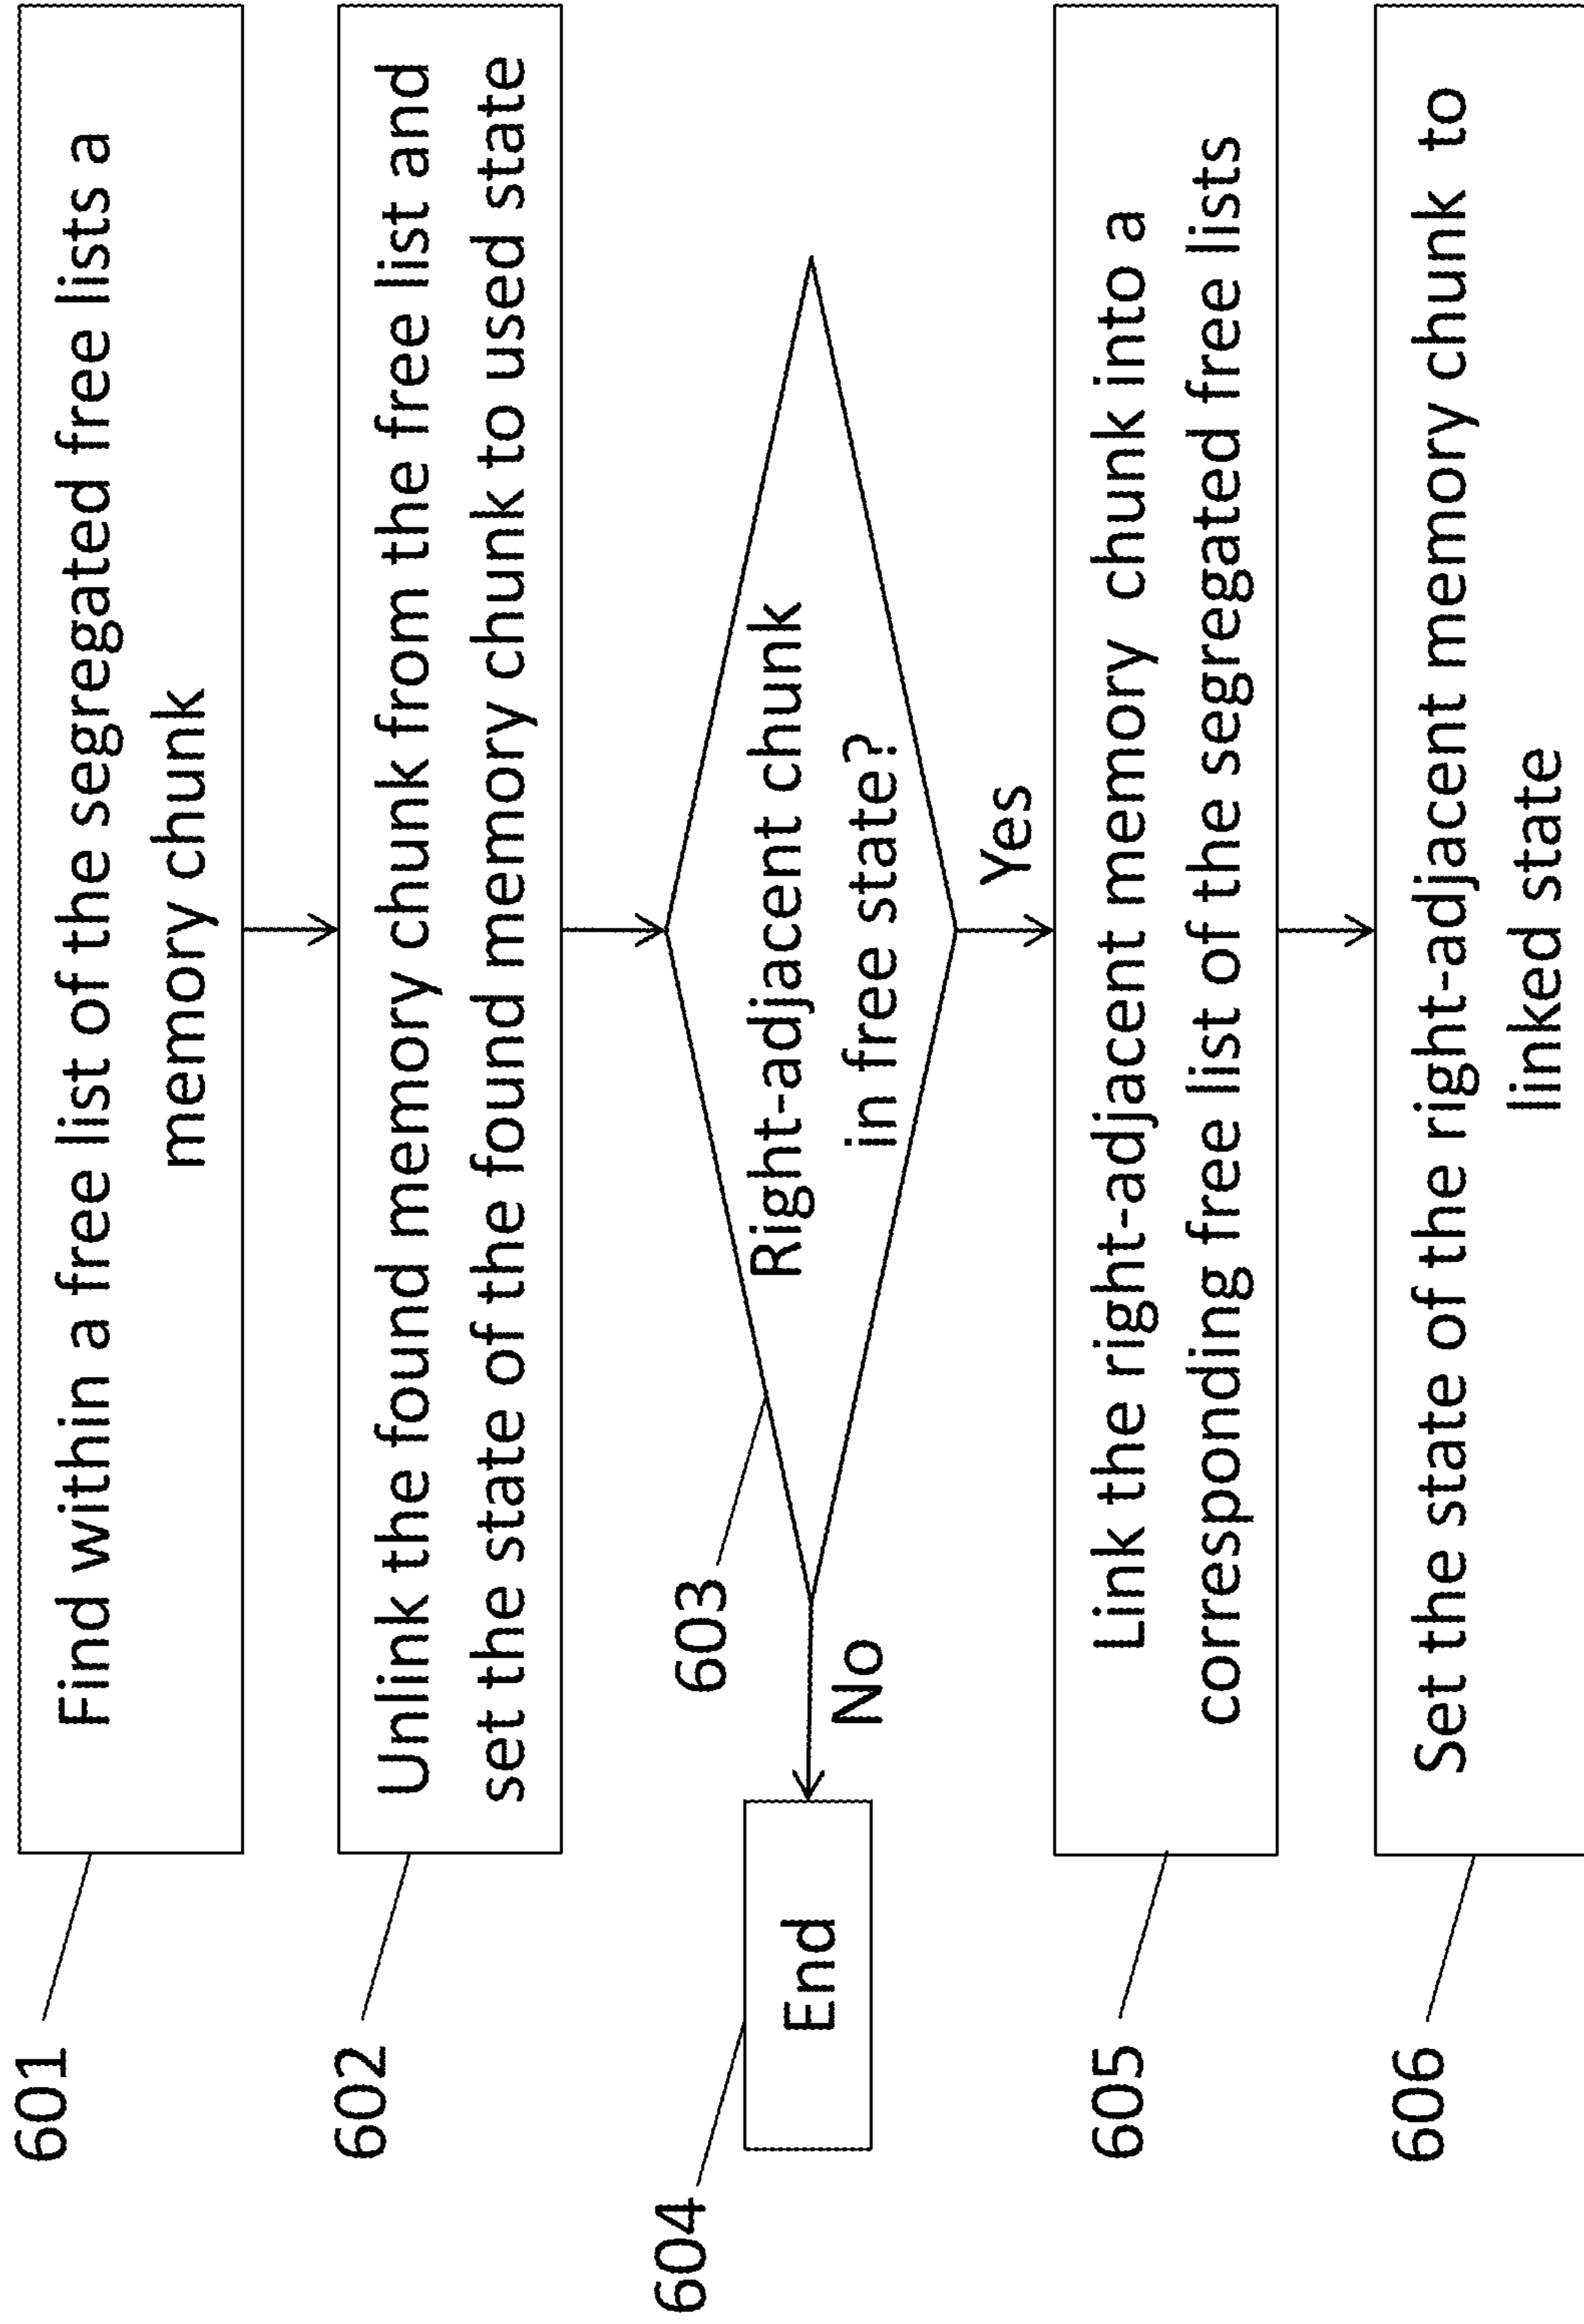 601
Find within a free list of the segregated free lists a
memory chunk
602
Unlink the found memory chunk from the free list and
set the state of the found memory chunk to used state
603
Right-adjacent chunk
in free state?
No
Yes
604
End
605
Link the right-adjacent memory chunk into a
corresponding free list of the segregated free lists
606
Set the state of the right-adjacent memory chunk to
linked state